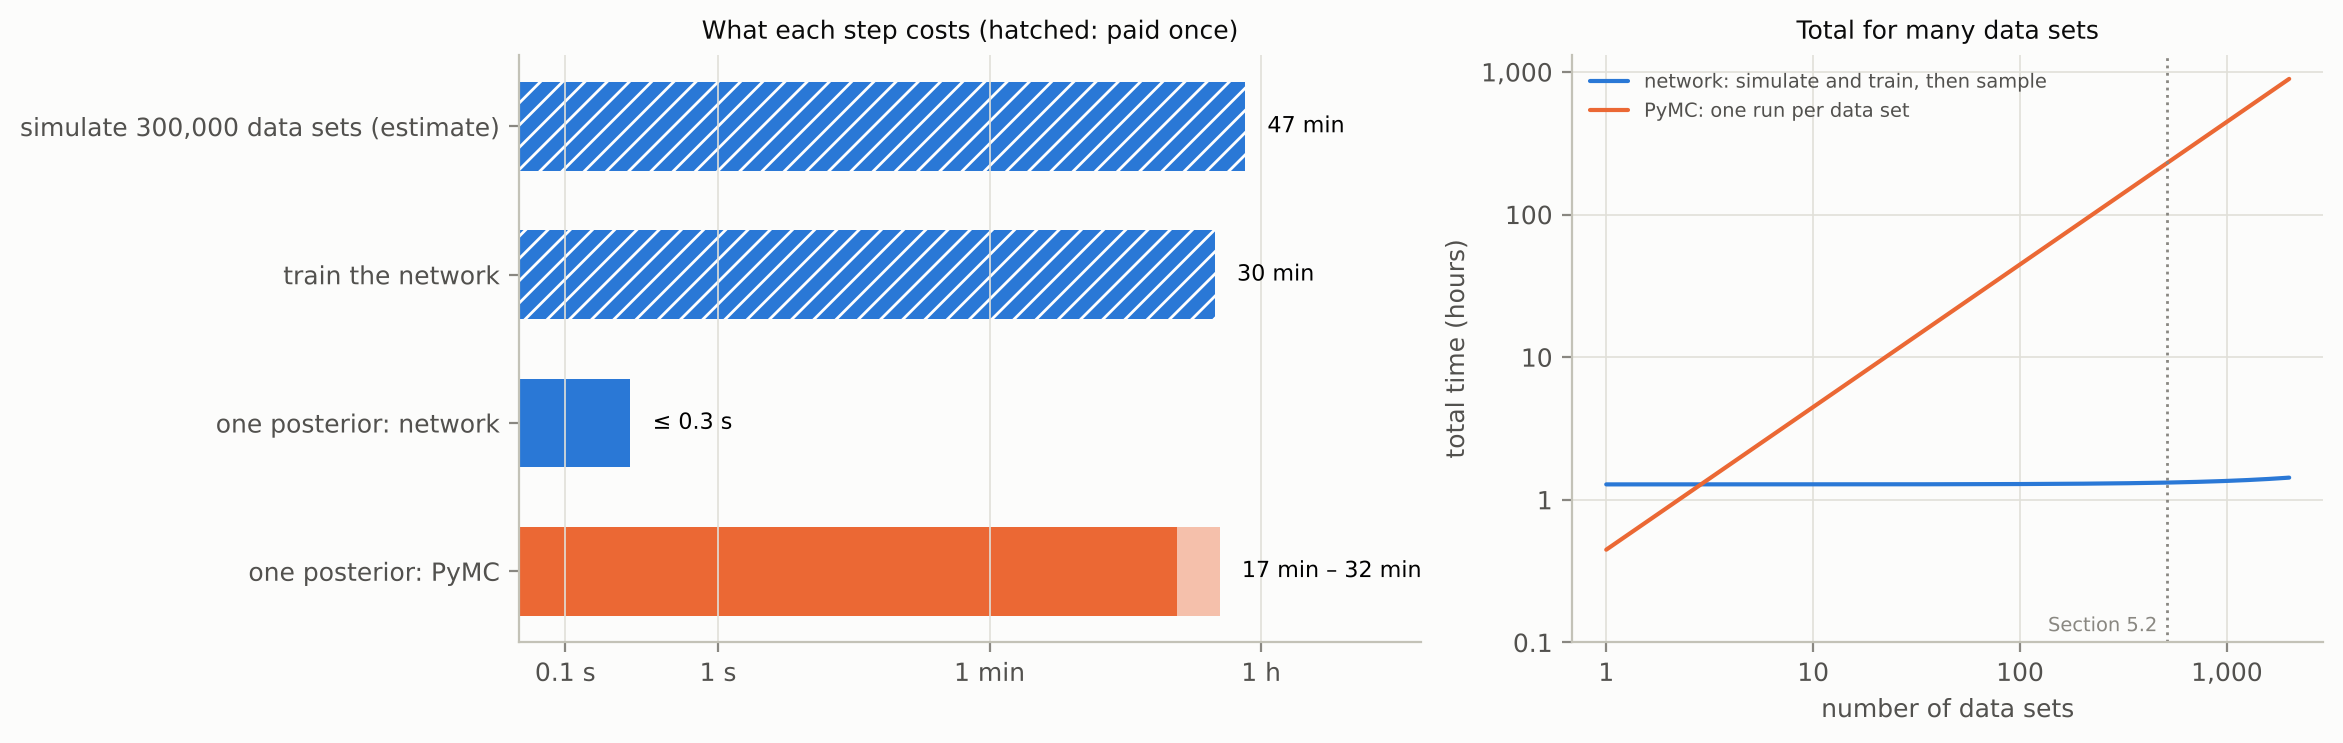 What each step costs (hatched: paid once)
simulate 300,000 data sets (estimate)
47 min
train the network
30 min
one posterior: network
≤ 0.3 s
one posterior: PyMC
17 min – 32 min
0.1 s
1 s
1 min
1 h
Total for many data sets
network: simulate and train, then sample
PyMC: one run per data set
total time (hours)
1,000
100
10
1
0.1
Section 5.2
1
10
100
1,000
number of data sets